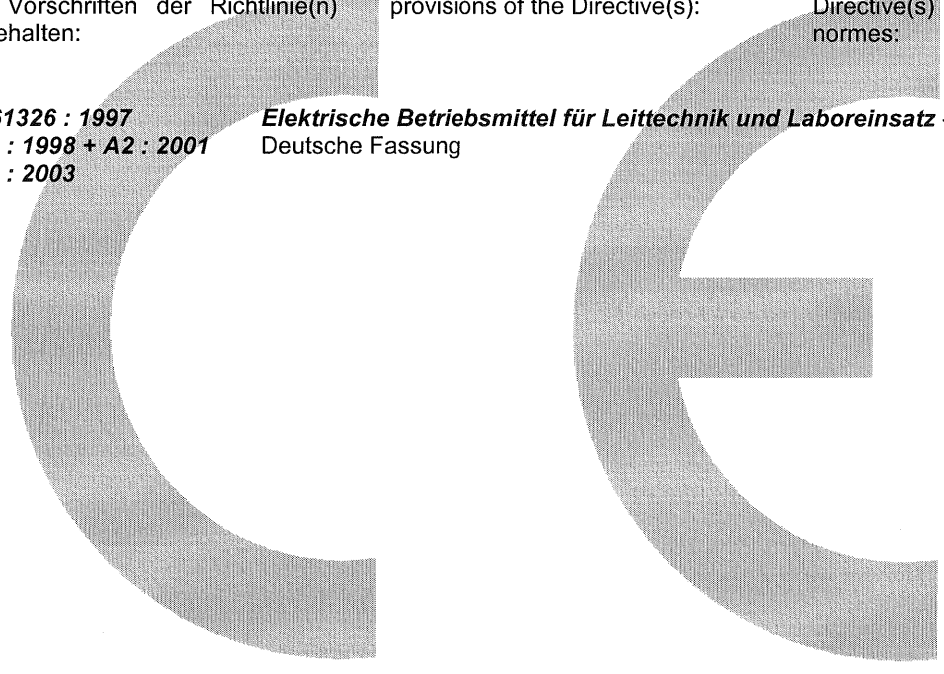 Vorschriften der Richtlinie(n) provisions of the Directive(s): Directive(s)
ehalten: normes:
61326 : 1997 Elektrische Betriebsmittel für Leittechnik und Laboreinsatz -
: 1998 + A2 : 2001 Deutsche Fassung
: 2003
CE